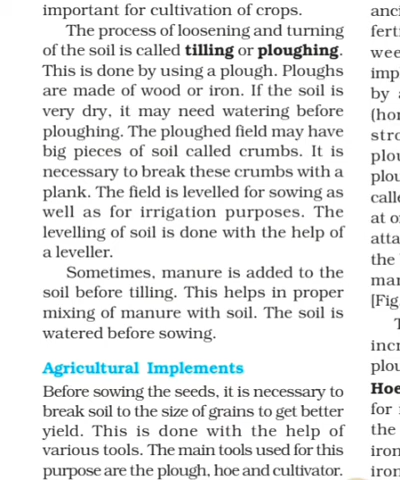 important for cultivation of crops.
The process of loosening and turning
of the soil is called tilling or ploughing.
This is done by using a plough. Ploughs
are made of wood or iron. If the soil is
very dry, it may need watering before
ploughing. The ploughed field may have
big pieces of soil called crumbs. It is
necessary to break these crumbs with a
plank. The field is levelled for sowing as
well as for irrigation purposes. The
levelling of soil is done with the help of
a leveller.
Sometimes, manure is added to the
soil before tilling. This helps in proper
mixing of manure with soil. The soil is
watered before sowing.
Agricultural Implements
Before sowing the seeds, it is necessary to
break soil to the size of grains to get better
yield. This is done with the help of
various tools. The main tools used for this
purpose are the plough, hoe and cultivator.